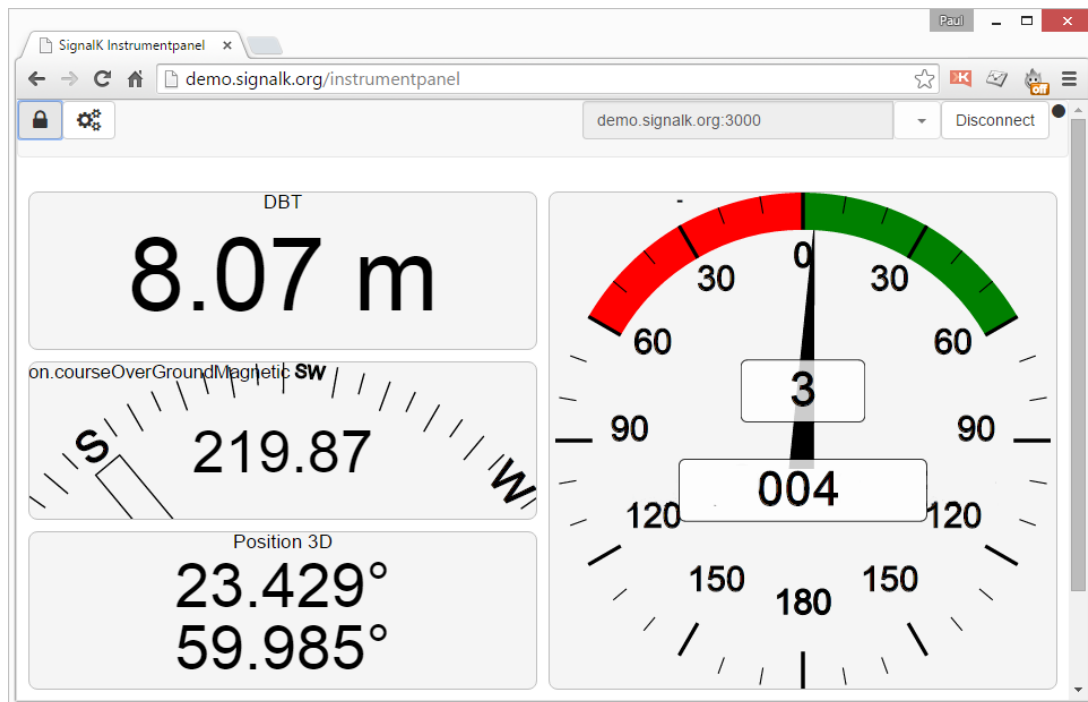 Paul
SignalK Instrumentpanel
demo.signalk.org/instrumentpanel
off
demo.signalk.org:3000
Disconnect
DBT
8.07 m
on.courseOverGroundMagnetic SW
S
219.87
W
Position 3D
23.429°
59.985°
-
0
30 30
60 60
3
90 90
004
120 120
150 150
180